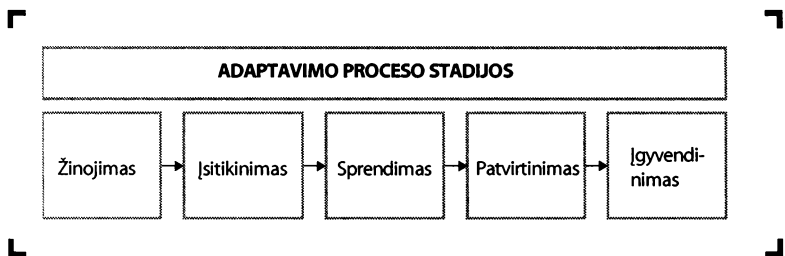 ADAPTAVIMO PROCESO STADIJOS
Žinojimas
Įsitikinimas
Sprendimas
Patvirtinimas
Įgyvendi-
nimas